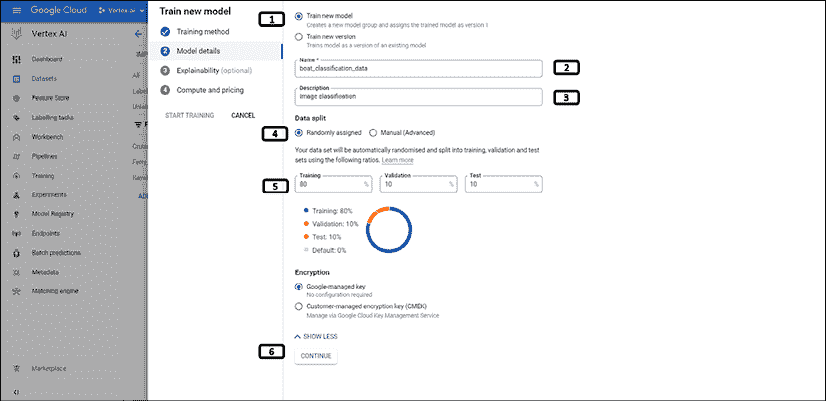 Google Cloud
Vertex AI
Train new model
Vertex AI
Dashboard
Datasets
Feature Store
Labelling tasks
Workbench
Pipelines
Training
Experiments
Model Registry
Endpoints
Batch predictions
Metadata
Matching engine
Marketplace
Training method
2 Model details
3 Explainability (optional)
4 Compute and pricing
START TRAINING CANCEL
1
Train new model
Creates a new model group and assigns the trained model as version 1
Train new version
Trains model as a version of an existing model
Name *
boat_classification_data
2
Description
Image classification
3
Data split
4
Randomly assigned Manual (Advanced)
Your data set will be automatically randomised and split into training, validation and test
sets using the following ratios. Learn more
5
Training Validation Test
80 % 10 % 10 %
Training: 80%
Validation: 10%
Test: 10%
Default: 0%
Encryption
Google-managed key
No configuration required
Customer-managed encryption key (CMEK)
Manage via Google Cloud Key Management Service
SHOW LESS
6
CONTINUE